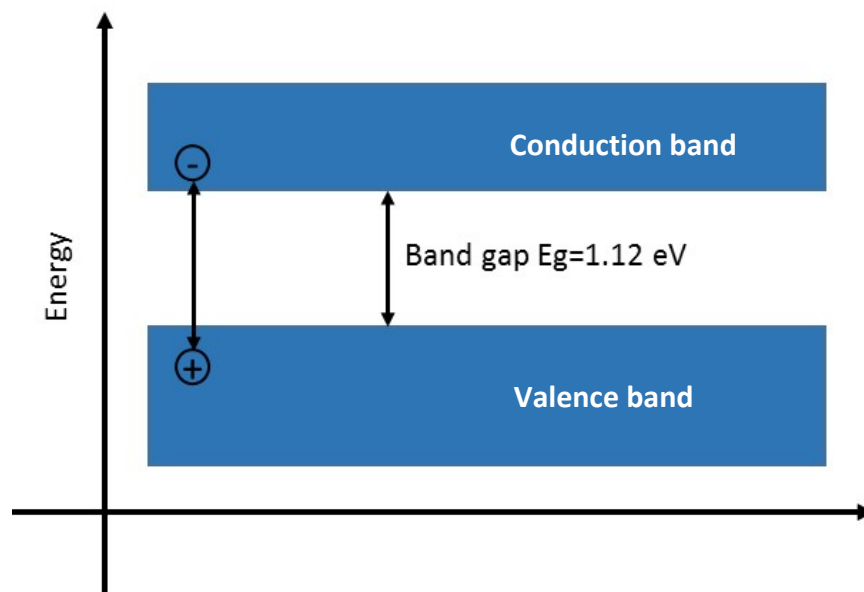 Conduction band
-
Band gap Eg=1.12 eV
Energy
+
Valence band